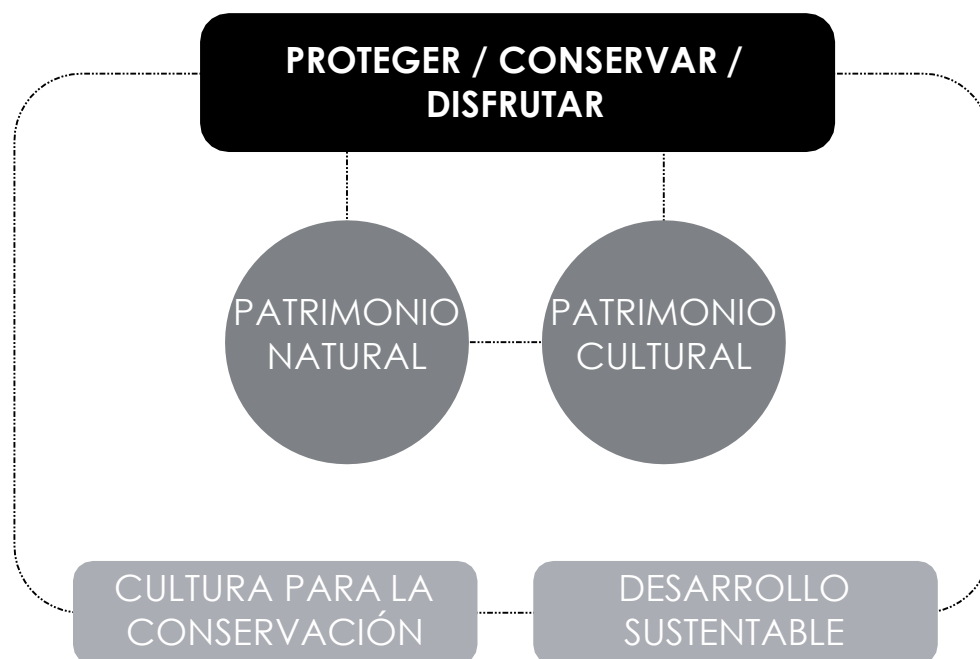 PROTEGER / CONSERVAR /
DISFRUTAR
PATRIMONIO
NATURAL
PATRIMONIO
CULTURAL
CULTURA PARA LA
CONSERVACIÓN
DESARROLLO
SUSTENTABLE